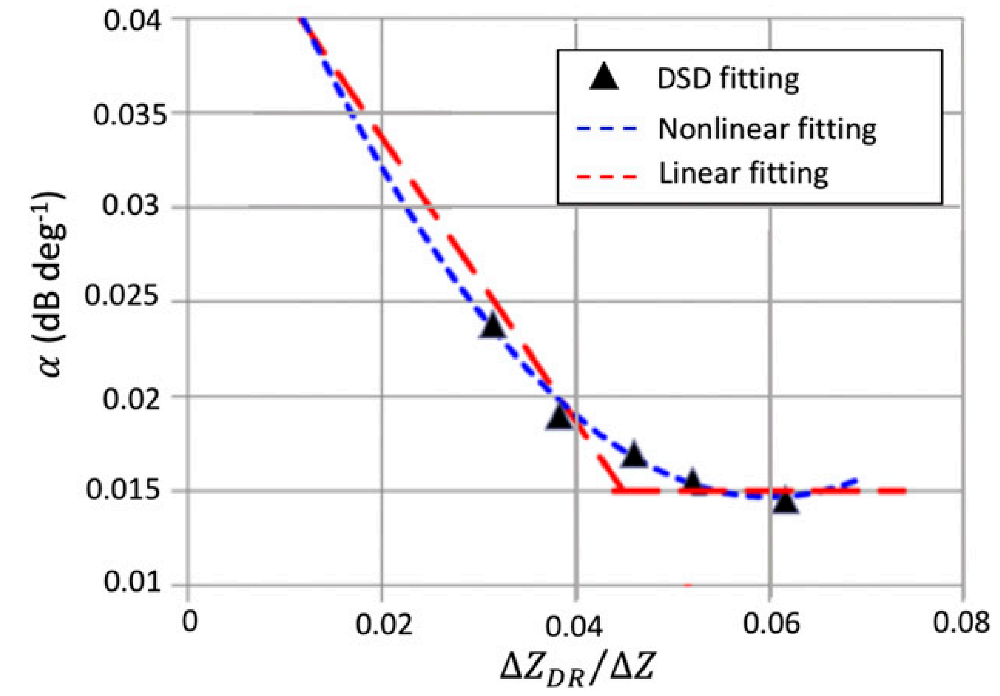 0.04
0.035
0.03
0.025
0.02
0.015
0.01
α (dB deg⁻¹)
DSD fitting
Nonlinear fitting
Linear fitting
0 0.02 0.04 0.06 0.08
ΔZ_DR/ΔZ